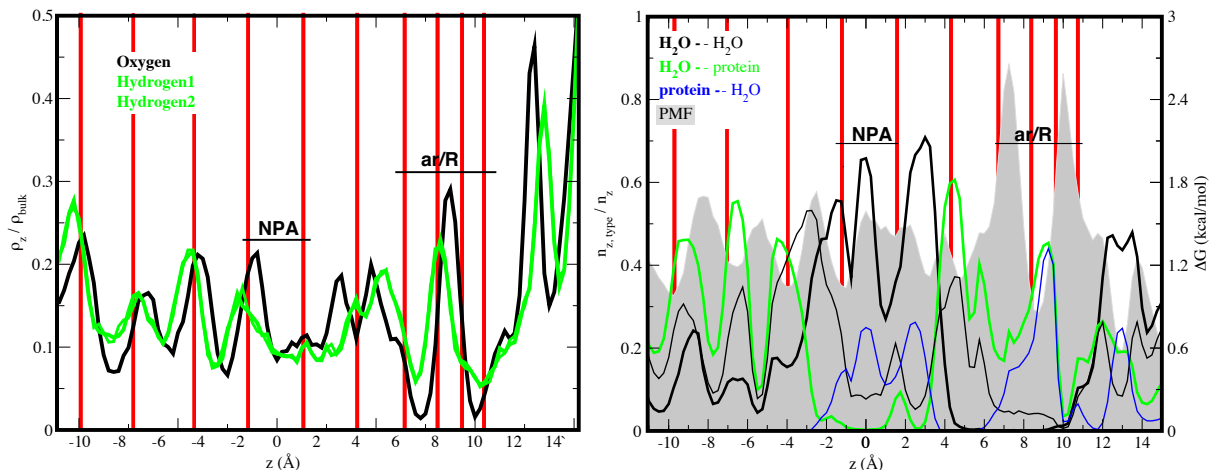 0.5
0.4
0.3
0.2
0.1
0
ρz / ρbulk
Oxygen
Hydrogen1
Hydrogen2
NPA
ar/R
-10 -8 -6 -4 -2 0 2 4 6 8 10 12 14
z (Å)
1
0.8
0.6
0.4
0.2
0
n z, type / n z
H2O - - H2O
H2O - - protein
protein - - H2O
PMF
NPA
ar/R
3
2.4
1.8
1.2
0.6
0
ΔG (kcal/mol)
-10 -8 -6 -4 -2 0 2 4 6 8 10 12 14
z (Å)